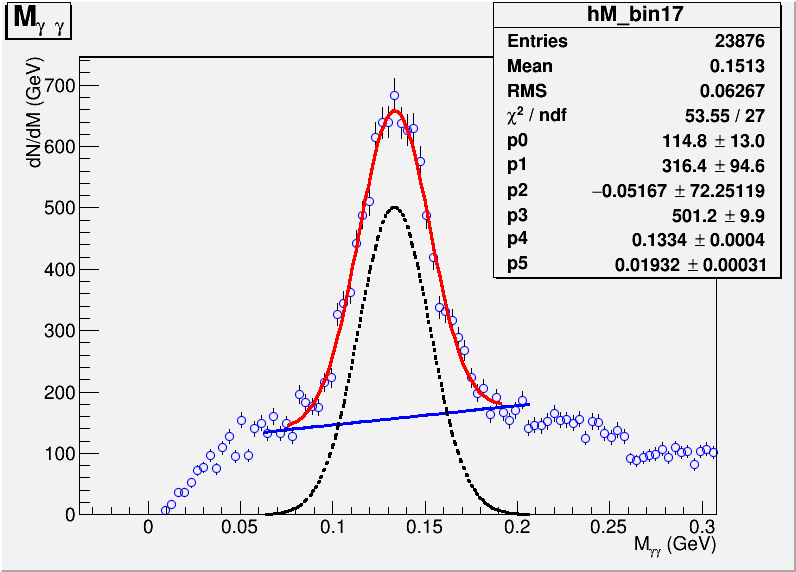 M γ γ
hM_bin17
Entries 23876
Mean 0.1513
RMS 0.06267
χ² / ndf 53.55 / 27
p0 114.8 ± 13.0
p1 316.4 ± 94.6
p2 −0.05167 ± 72.25119
p3 501.2 ± 9.9
p4 0.1334 ± 0.0004
p5 0.01932 ± 0.00031
dN/dM (GeV)
700
600
500
400
300
200
100
0
0 0.05 0.1 0.15 0.2 0.25 0.3
Mγγ (GeV)